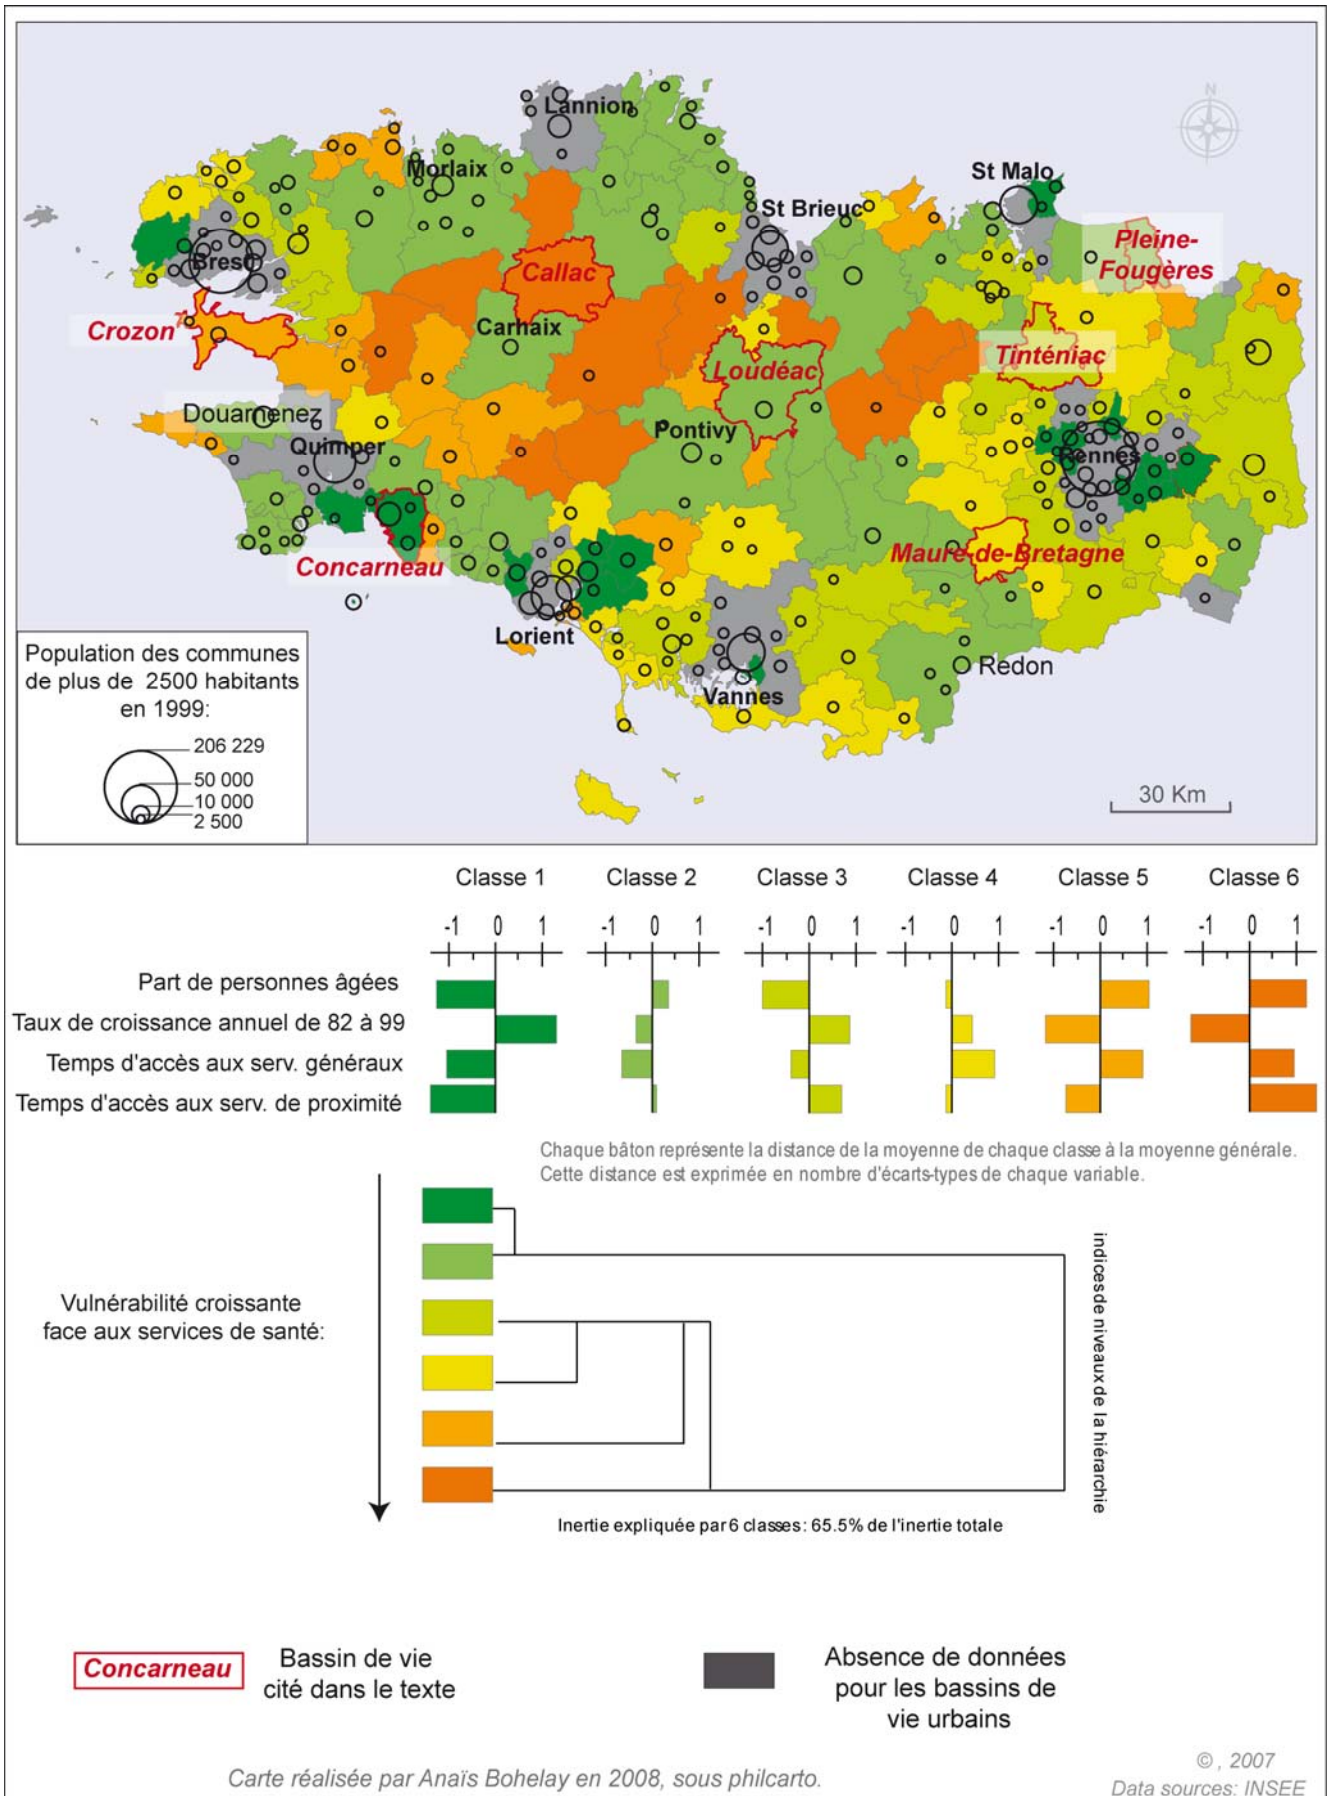 N
Lannion
Morlaix
St Malo
St Brieuc
Brest
Pleine-
Fougères
Callac
Crozon
Carhaix
Loudéac
Tinténiac
Douarnenez
Quimper
Pontivy
Rennes
Concarneau
Maure-de-Bretagne
Lorient
Vannes
Redon
Population des communes
de plus de 2500 habitants
en 1999:
206 229
50 000
10 000
2 500
30 Km
Classe 1 Classe 2 Classe 3 Classe 4 Classe 5 Classe 6
-1 0 1 -1 0 1 -1 0 1 -1 0 1 -1 0 1 -1 0 1
Part de personnes âgées
Taux de croissance annuel de 82 à 99
Temps d'accès aux serv. généraux
Temps d'accès aux serv. de proximité
Chaque bâton représente la distance de la moyenne de chaque classe à la moyenne générale.
Cette distance est exprimée en nombre d'écarts-types de chaque variable.
Vulnérabilité croissante
face aux services de santé:
indices de niveaux de la hiérarchie
Inertie expliquée par 6 classes: 65.5% de l'inertie totale
Concarneau
Bassin de vie
cité dans le texte
Absence de données
pour les bassins de
vie urbains
Carte réalisée par Anaïs Bohelay en 2008, sous philcarto.
© , 2007
Data sources: INSEE